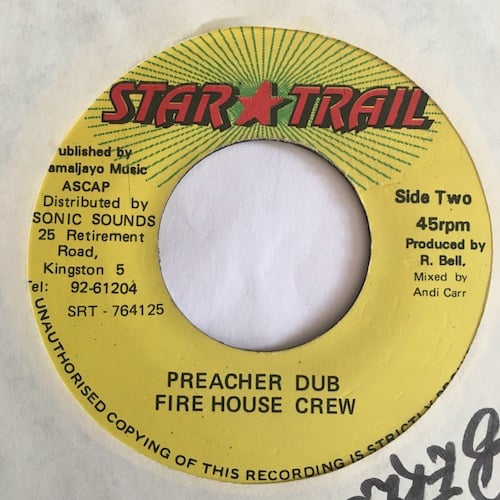 STAR TRAIL
ublished by
amaljayo Music
ASCAP
Distributed by
SONIC SOUNDS
25 Retirement
Road,
Kingston 5
el: 92-61204
SRT - 764125
Side Two
45rpm
Produced by
R. Bell,
Mixed by
Andi Carr
PREACHER DUB
FIRE HOUSE CREW
UNAUTHORISED COPYING OF THIS RECORDING IS STRICTLY